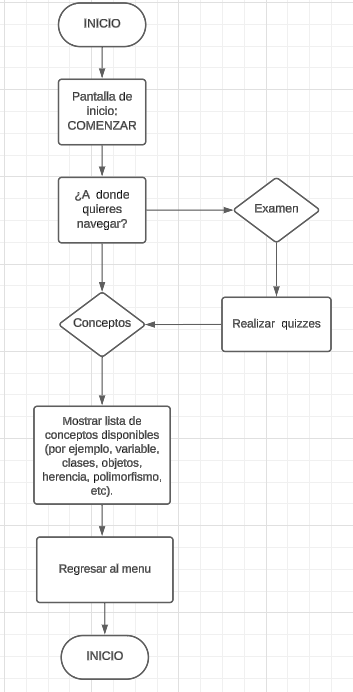 INICIO
Pantalla de
inicio:
COMENZAR
¿A donde
quieres
navegar?
Examen
Conceptos
Realizar quizzes
Mostrar lista de
conceptos disponibles
(por ejemplo, variable,
clases, objetos,
herencia, polimorfismo,
etc).
Regresar al menu
INICIO